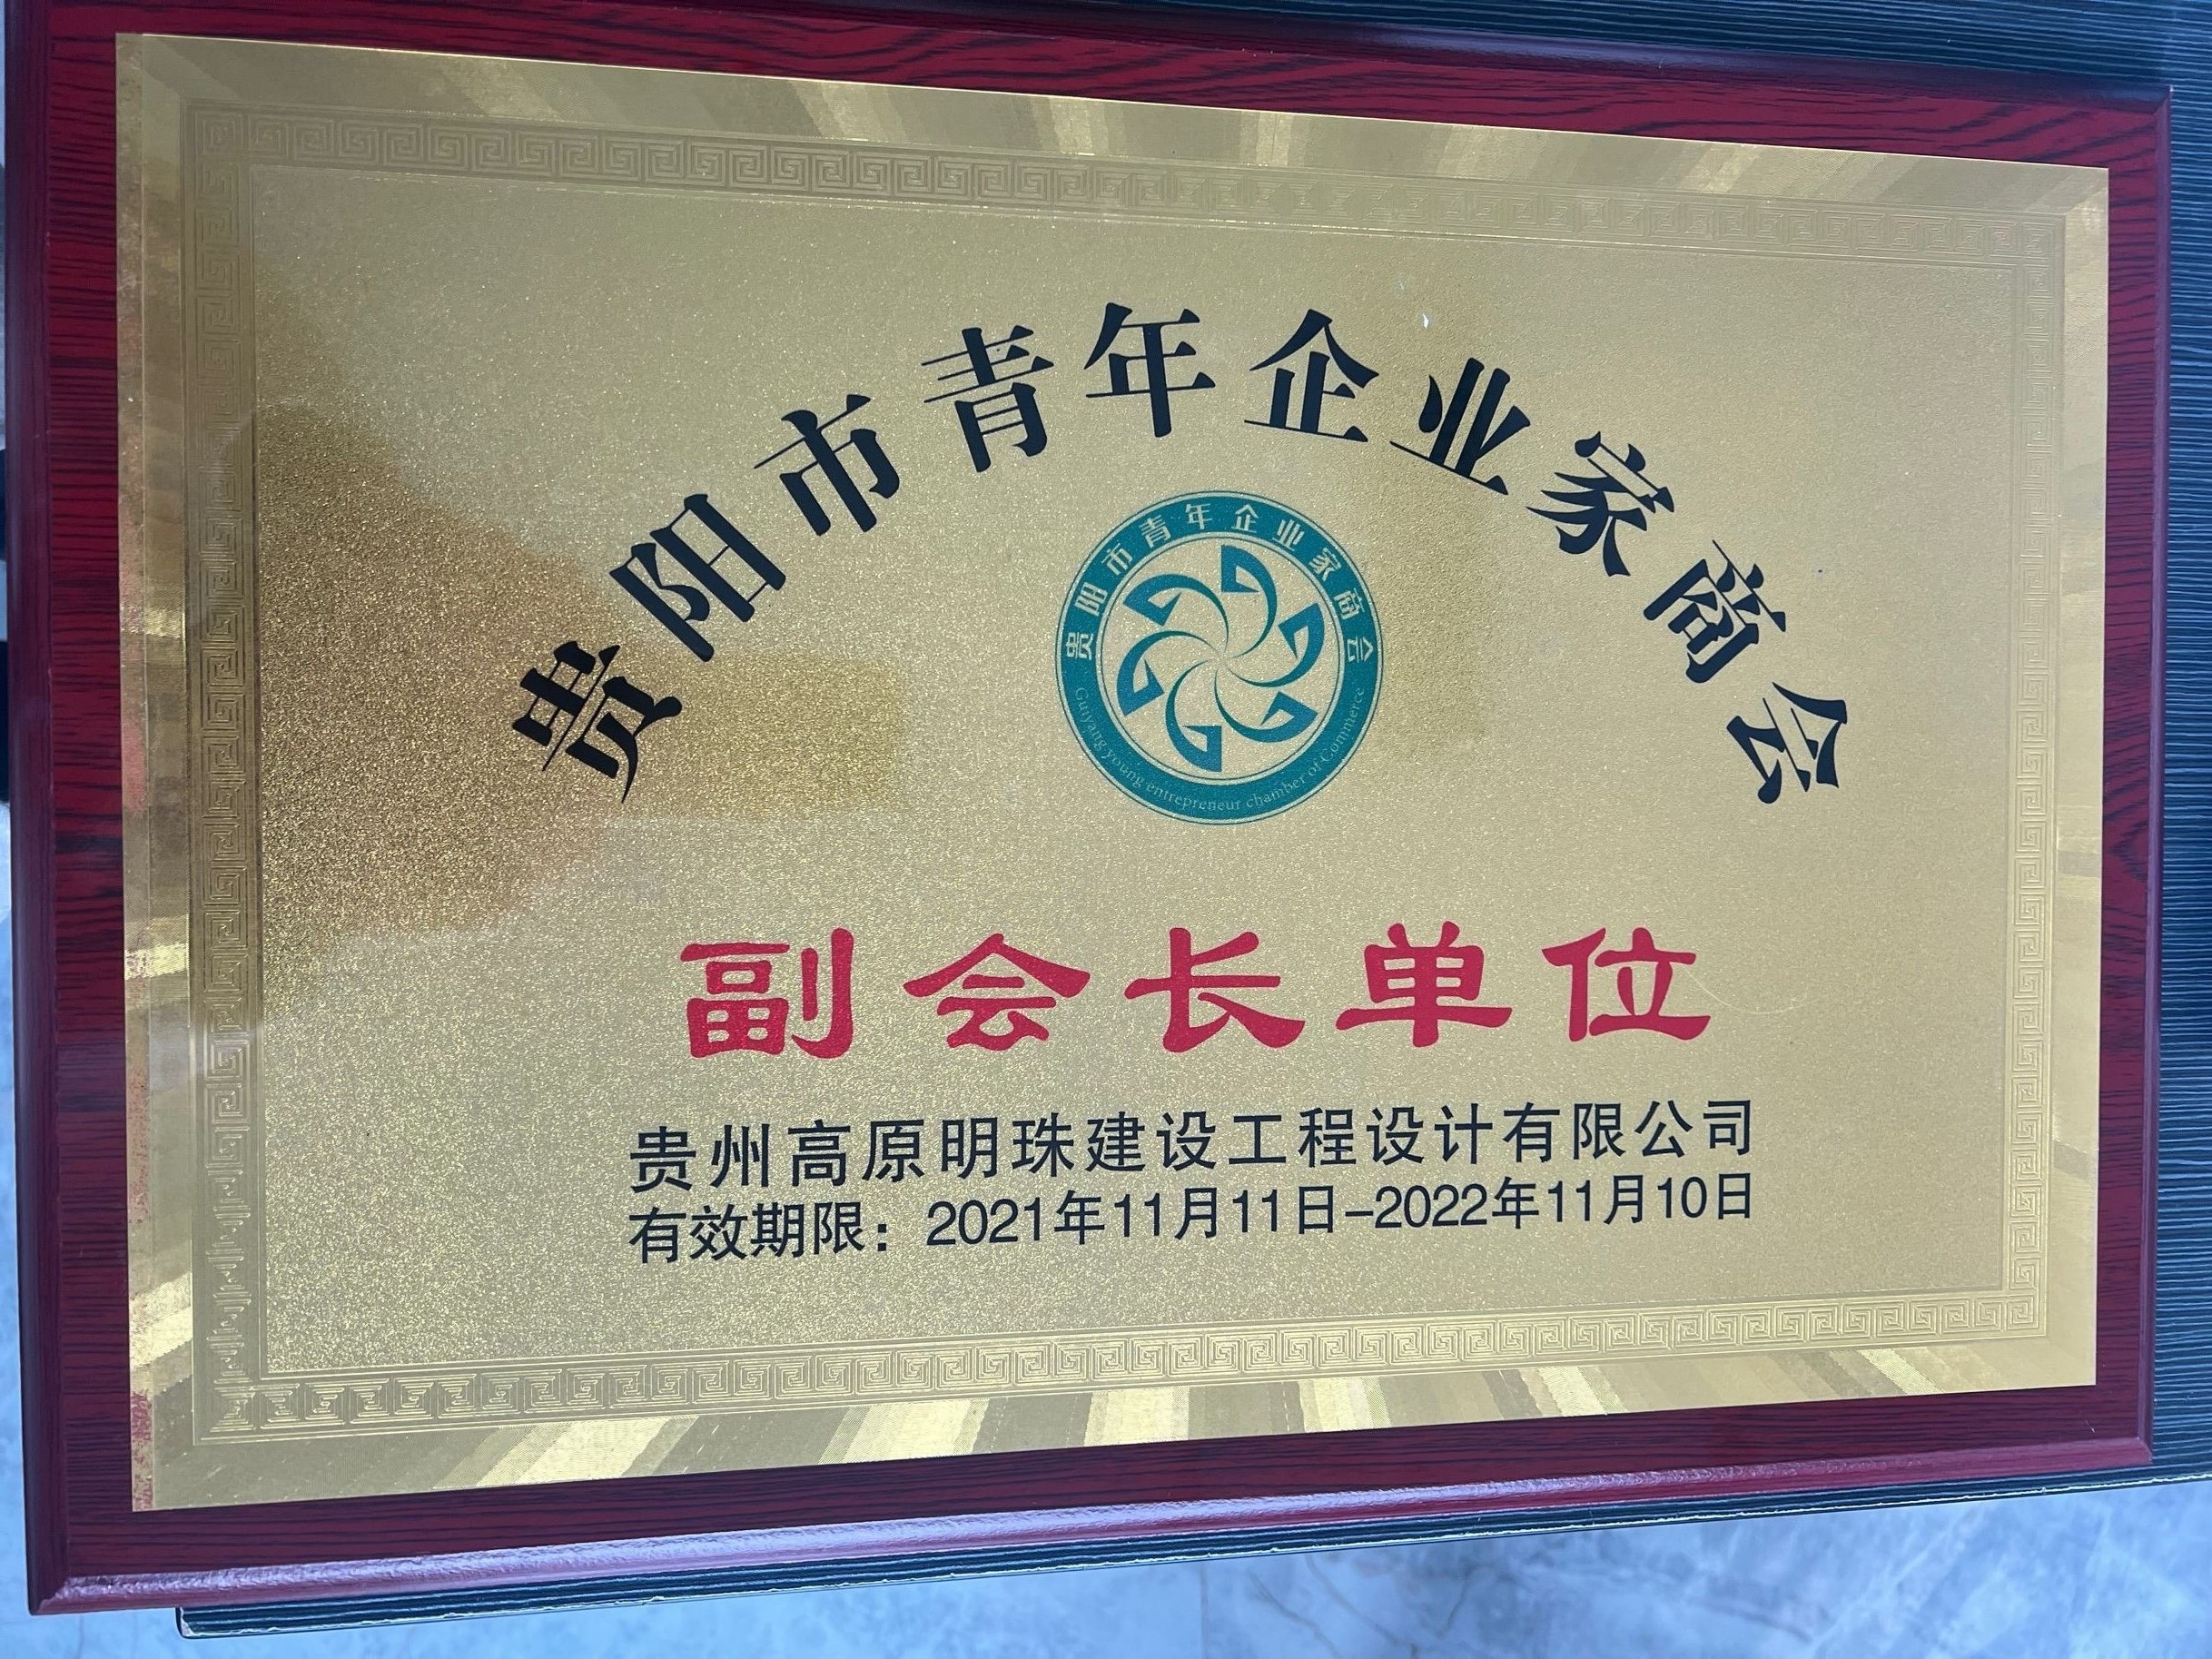 贵阳市青年企业家商会
贵阳市青年企业家商会
Guiyang young entrepreneur chamber of Commerce
副会长单位
贵州高原明珠建设工程设计有限公司
有效期限：2021年11月11日-2022年11月10日